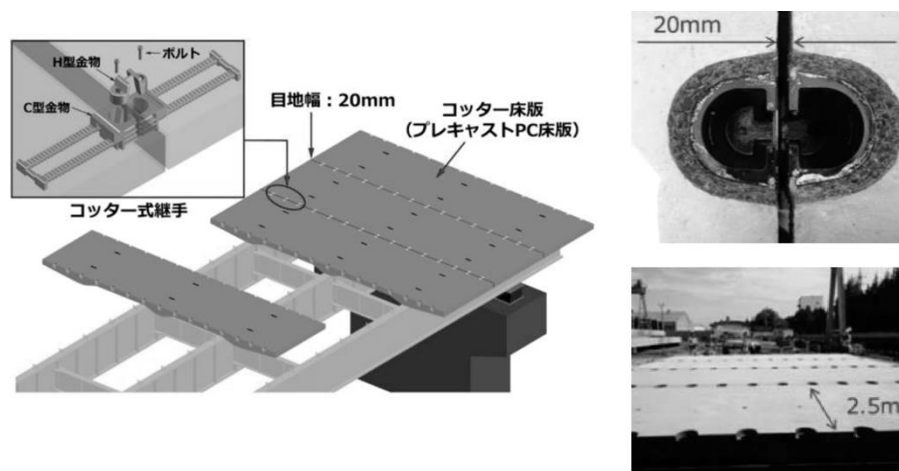 H型金物
ボルト
C型金物
コッター式継手
目地幅：20mm
コッター床版
（プレキャストPC床版）
20mm
2.5m